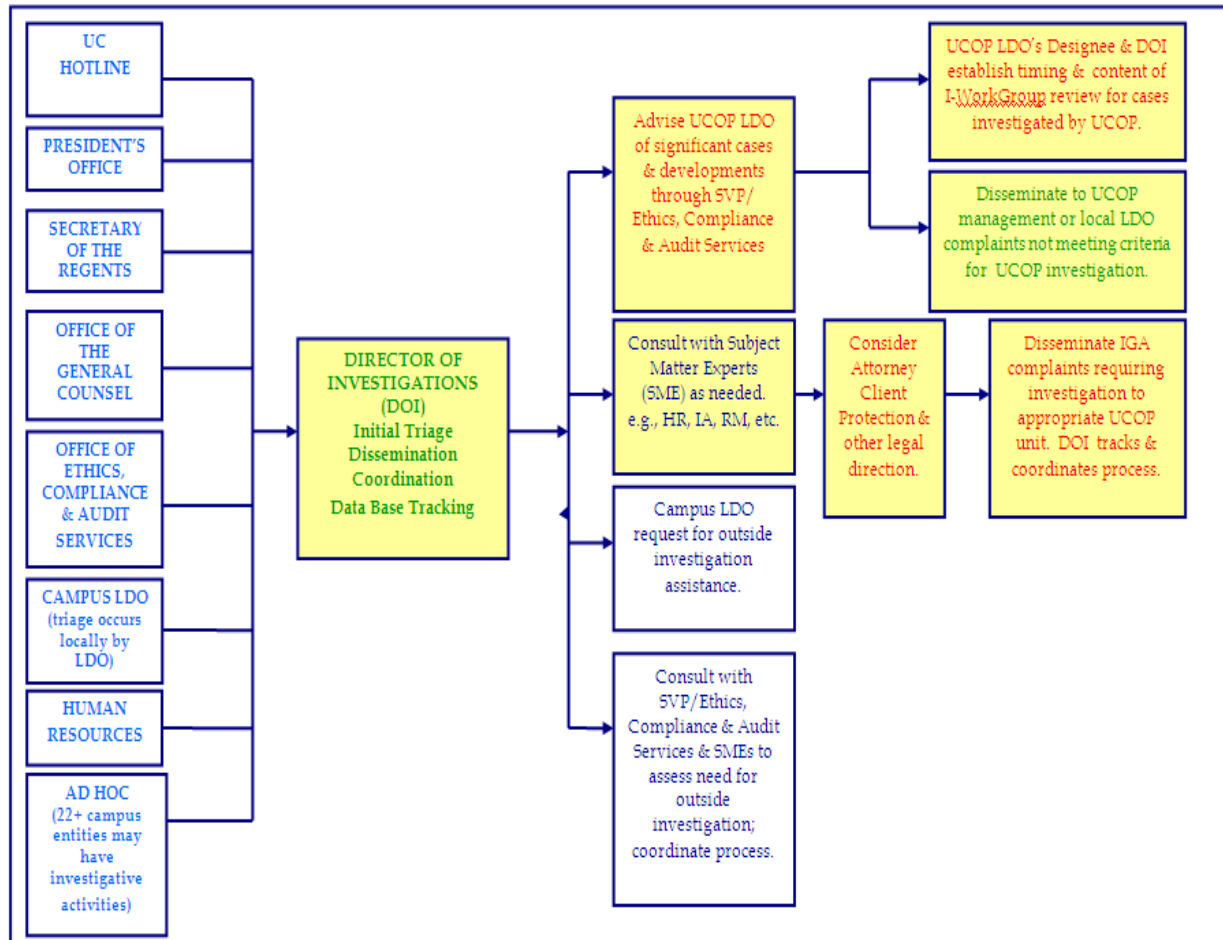 UC
HOTLINE
PRESIDENT'S
OFFICE
SECRETARY
OF THE
REGENTS
OFFICE OF
THE
GENERAL
COUNSEL
OFFICE OF
ETHICS,
COMPLIANCE
& AUDIT
SERVICES
CAMPUS LDO
(triage occurs
locally by
LDO)
HUMAN
RESOURCES
AD HOC
(22+ campus
entities may
have
investigative
activities)
DIRECTOR OF
INVESTIGATIONS
(DOI)
Initial Triage
Dissemination
Coordination
Data Base Tracking
Advise UCOP LDO
of significant cases
& developments
through SVP/
Ethics, Compliance
& Audit Services
UCOP LDO's Designee & DOI
establish timing & content of
I-WorkGroup review for cases
investigated by UCOP.
Disseminate to UCOP
management or local LDO
complaints not meeting criteria
for UCOP investigation.
Consult with Subject
Matter Experts
(SME) as needed.
e.g., HR, IA, RM, etc.
Consider
Attorney
Client
Protection &
other legal
direction.
Disseminate IGA
complaints requiring
investigation to
appropriate UCOP
unit. DOI tracks &
coordinates process.
Campus LDO
request for outside
investigation
assistance.
Consult with
SVP/Ethics,
Compliance & Audit
Services & SMEs to
assess need for
outside
investigation;
coordinate process.